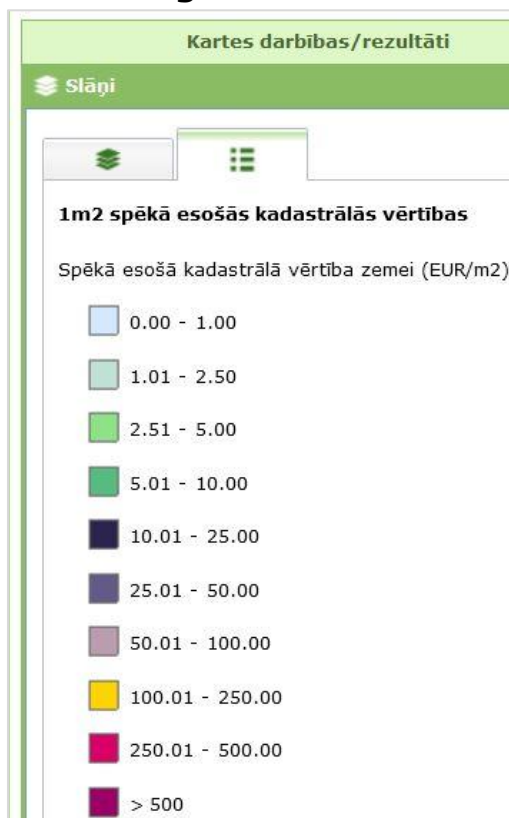 Kartes darbības/rezultāti
Slāņi
1m2 spēkā esošās kadastrālās vērtības
Spēkā esošā kadastrālā vērtība zemei (EUR/m2)
0.00 - 1.00
1.01 - 2.50
2.51 - 5.00
5.01 - 10.00
10.01 - 25.00
25.01 - 50.00
50.01 - 100.00
100.01 - 250.00
250.01 - 500.00
> 500